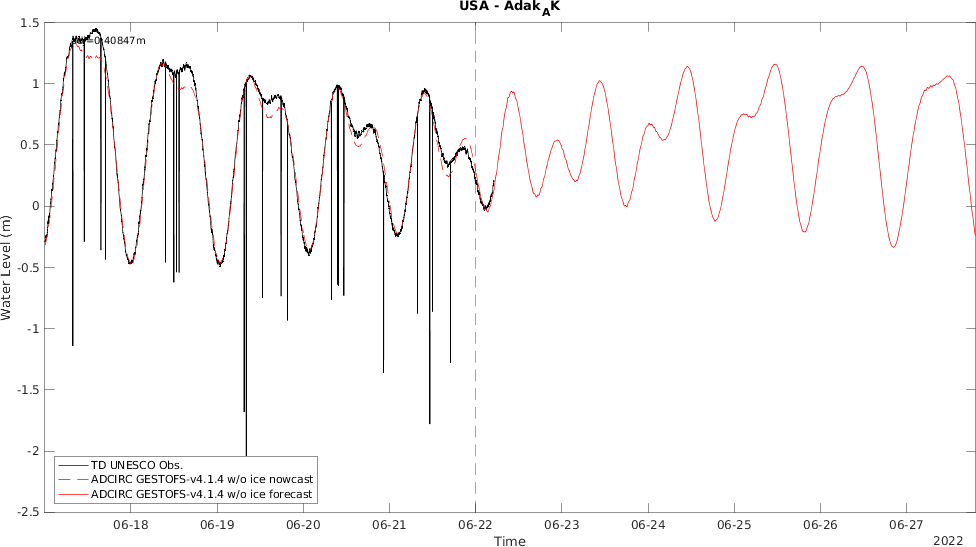 USA - Adak_AK
=0.40847m
1.5
1
0.5
0
-0.5
-1
-1.5
-2
-2.5
Water Level (m)
TD UNESCO Obs.
ADCIRC GESTOFS-v4.1.4 w/o ice nowcast
ADCIRC GESTOFS-v4.1.4 w/o ice forecast
06-18 06-19 06-20 06-21 06-22 06-23 06-24 06-25 06-26 06-27
Time
2022